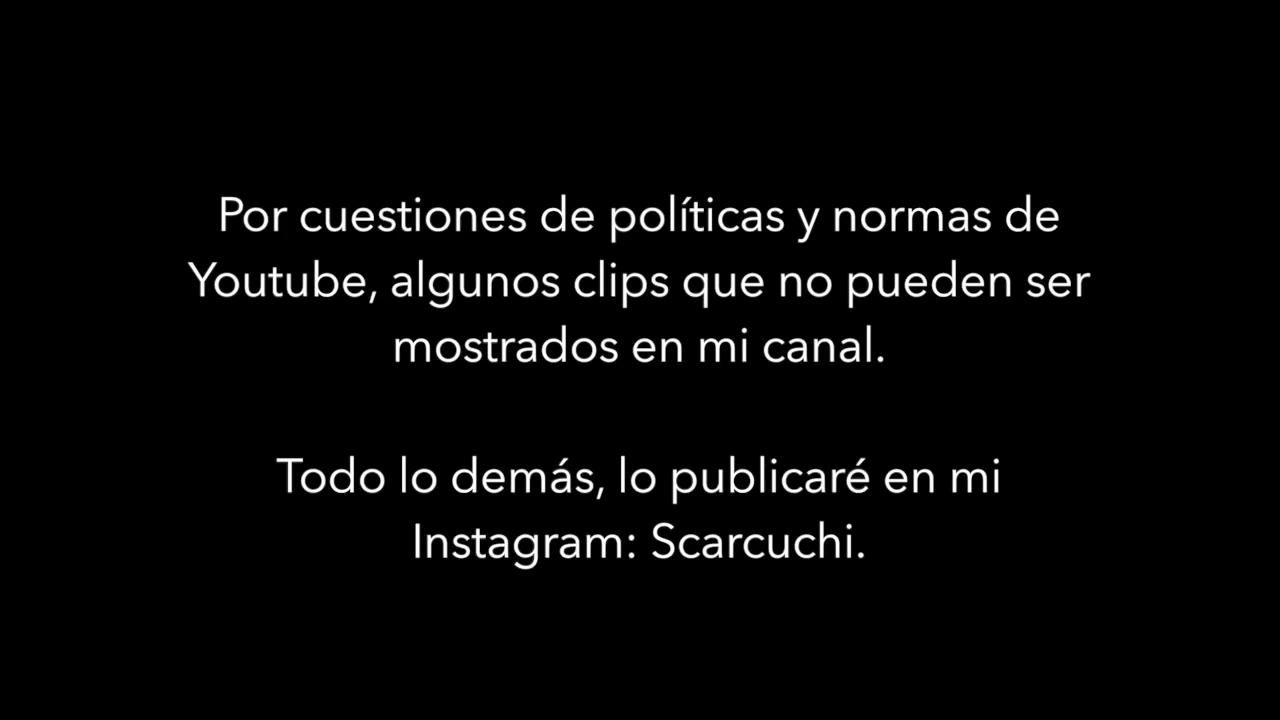 Por cuestiones de políticas y normas de
Youtube, algunos clips que no pueden ser
mostrados en mi canal.
Todo lo demás, lo publicaré en mi
Instagram: Scarcuchi.